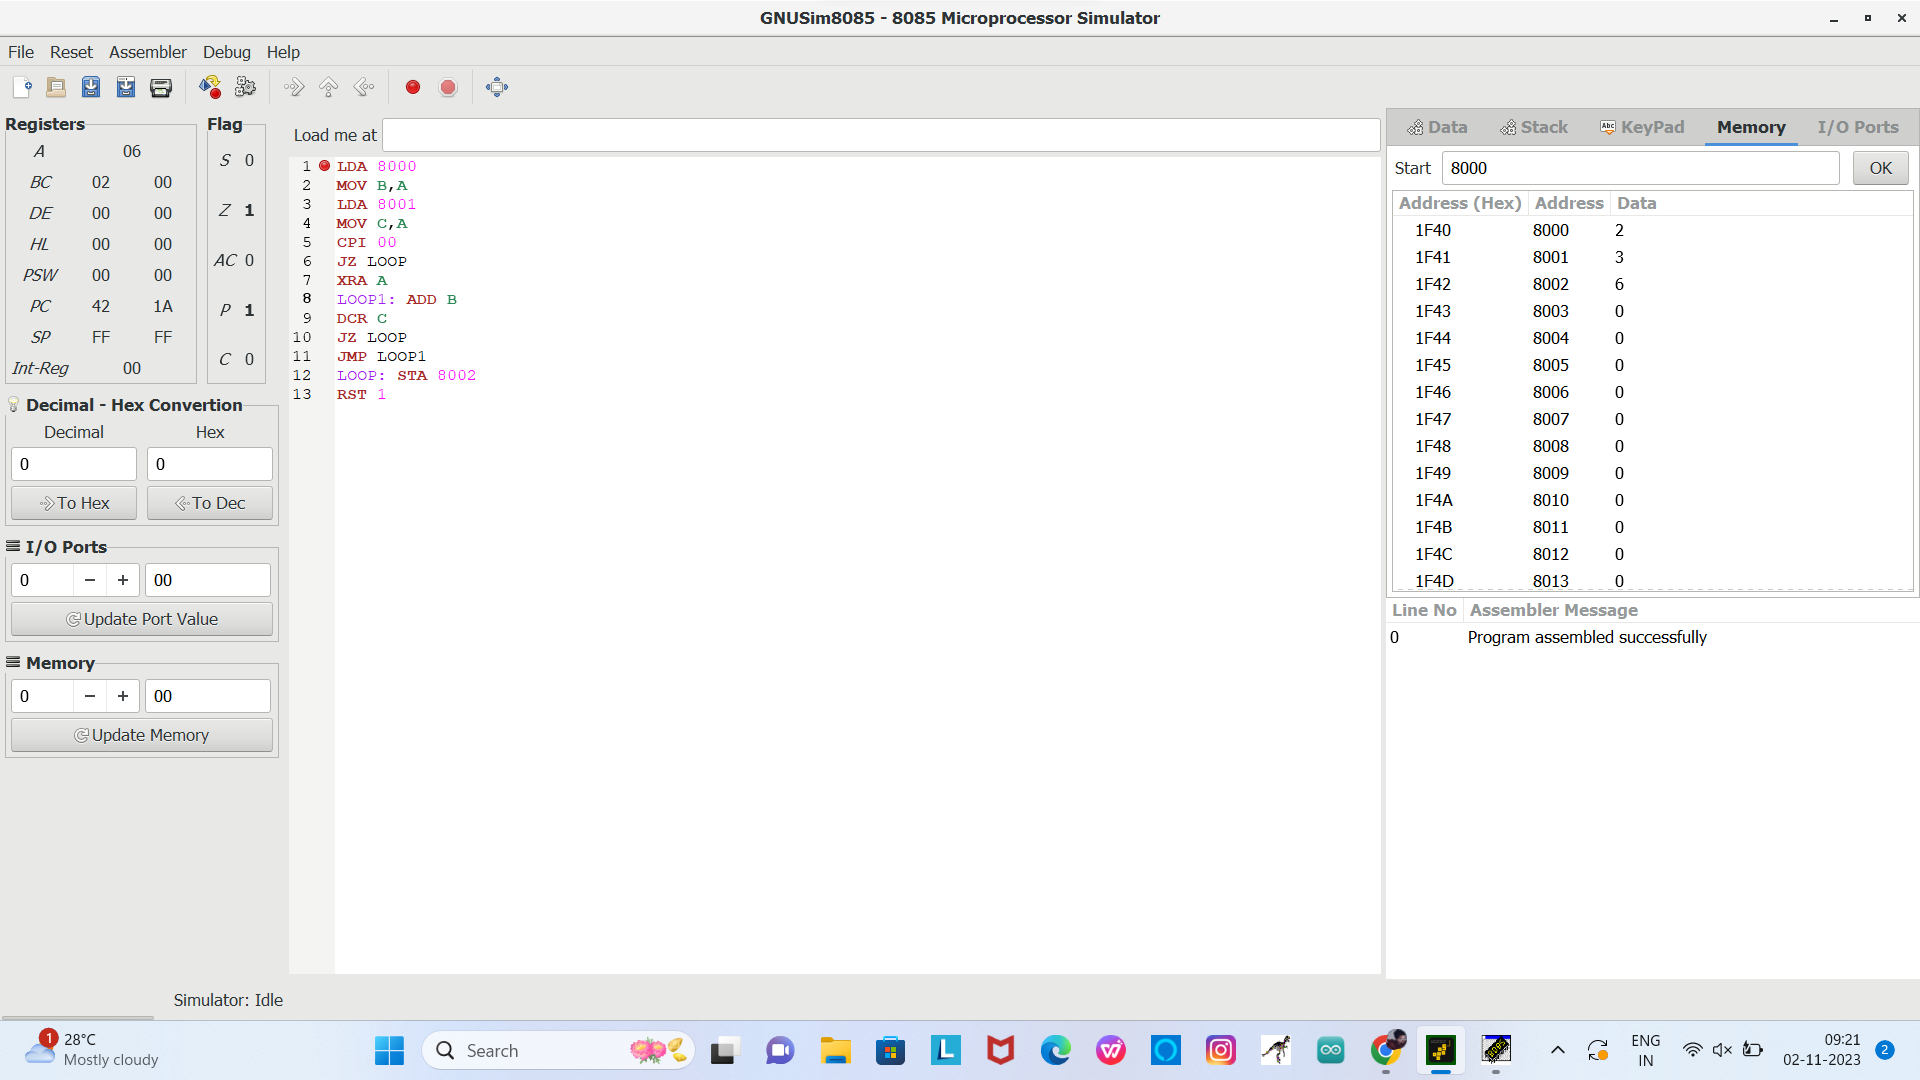 GNUSim8085 - 8085 Microprocessor Simulator
File Reset Assembler Debug Help
Registers
A 06
BC 02 00
DE 00 00
HL 00 00
PSW 00 00
PC 42 1A
SP FF FF
Int-Reg 00
Flag
S 0
Z 1
AC 0
P 1
C 0
Decimal - Hex Convertion
Decimal Hex
0 0
To Hex To Dec
I/O Ports
0 − + 00
Update Port Value
Memory
0 − + 00
Update Memory
Load me at
1 LDA 8000
2 MOV B,A
3 LDA 8001
4 MOV C,A
5 CPI 00
6 JZ LOOP
7 XRA A
8 LOOP1: ADD B
9 DCR C
10 JZ LOOP
11 JMP LOOP1
12 LOOP: STA 8002
13 RST 1
Data Stack Abc KeyPad Memory I/O Ports
Start 8000 OK
Address (Hex) Address Data
1F40 8000 2
1F41 8001 3
1F42 8002 6
1F43 8003 0
1F44 8004 0
1F45 8005 0
1F46 8006 0
1F47 8007 0
1F48 8008 0
1F49 8009 0
1F4A 8010 0
1F4B 8011 0
1F4C 8012 0
1F4D 8013 0
Line No Assembler Message
0 Program assembled successfully
Simulator: Idle
1 28°C
Mostly cloudy
Search
ENG
IN
09:21
02-11-2023
2